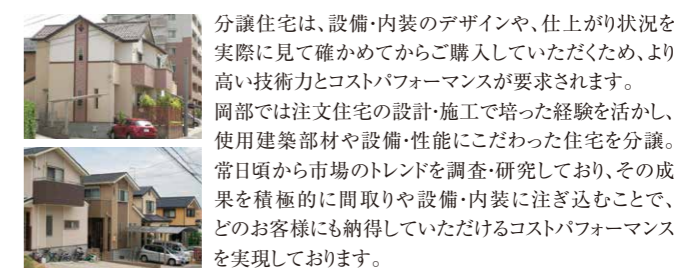 分譲住宅は、設備・内装のデザインや、仕上がり状況を
実際に見て確かめてからご購入していただくため、より
高い技術力とコストパフォーマンスが要求されます。
岡部では注文住宅の設計・施工で培った経験を活かし、
使用建築部材や設備・性能にこだわった住宅を分譲。
常日頃から市場のトレンドを調査・研究しており、その成
果を積極的に間取りや設備・内装に注ぎ込むことで、
どのお客様にも納得していただけるコストパフォーマンス
を実現しております。